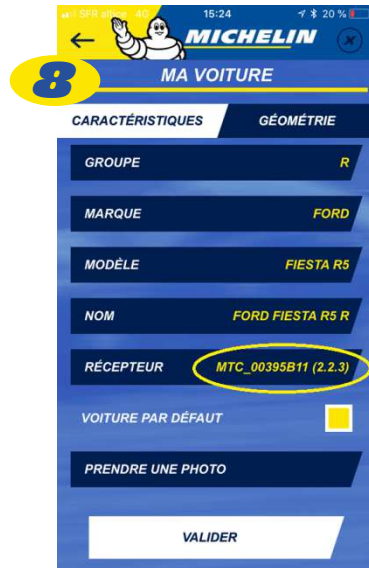 SFR altice 4G 15:24 20 %
MICHELIN
8
MA VOITURE
CARACTÉRISTIQUES GÉOMÉTRIE
GROUPE R
MARQUE FORD
MODÈLE FIESTA R5
NOM FORD FIESTA R5 R
RÉCEPTEUR MTC_00395B11 (2.2.3)
VOITURE PAR DÉFAUT
PRENDRE UNE PHOTO
VALIDER